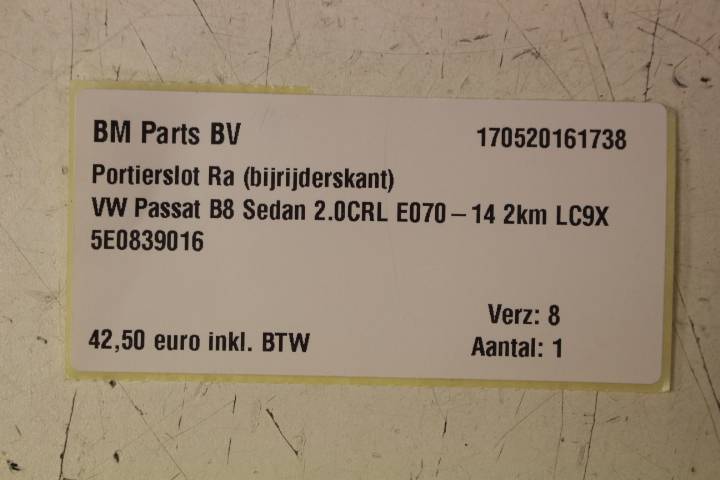 BM Parts BV 170520161738
Portierslot Ra (bijrijderskant)
VW Passat B8 Sedan 2.0CRL E070 – 14 2km LC9X
5E0839016
Verz: 8
42,50 euro inkl. BTW Aantal: 1